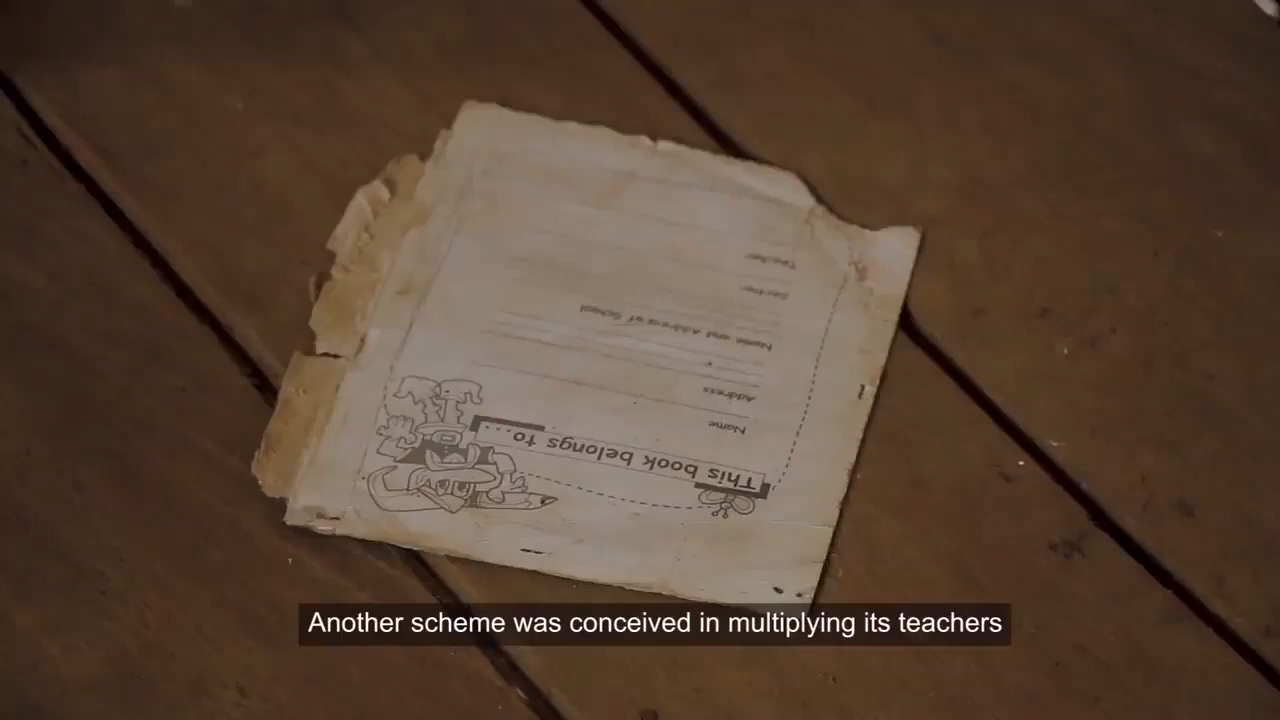 This book belongs to....
Name
Address
Name and Address of School
Section
Teacher
Another scheme was conceived in multiplying its teachers